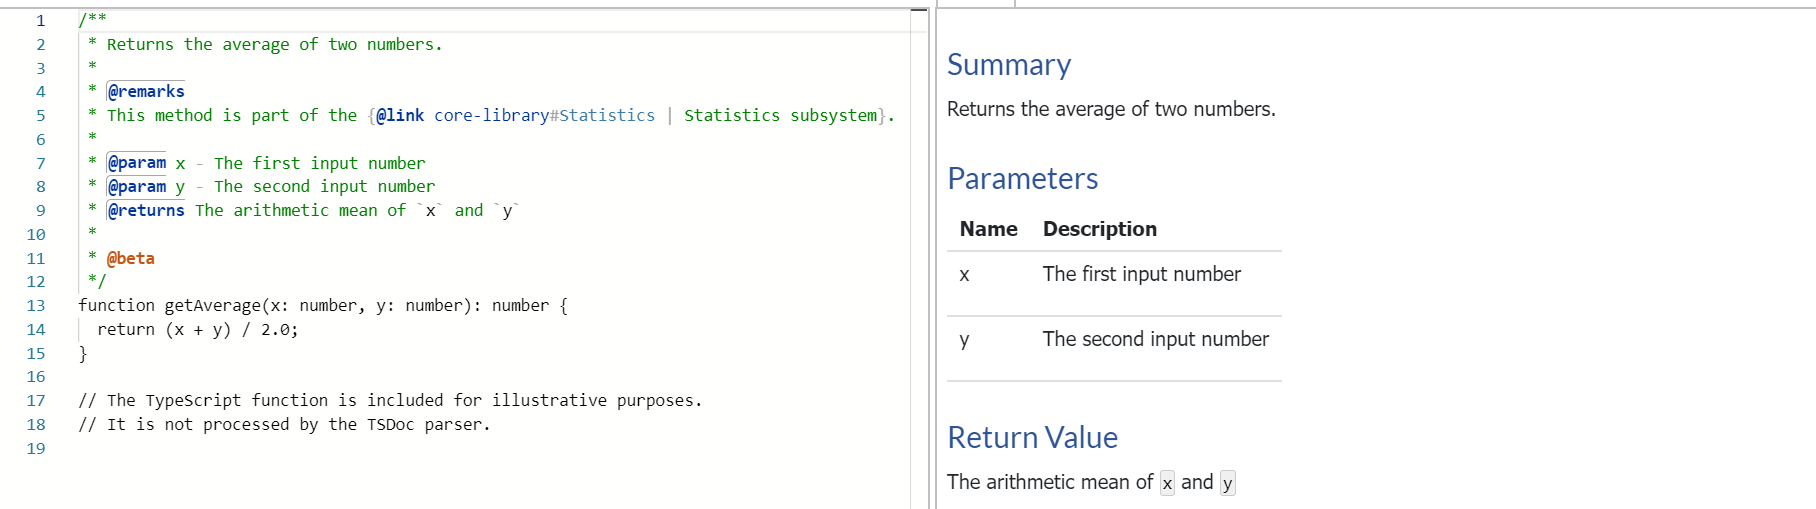 1 /**
2  * Returns the average of two numbers.
3  *
4  * @remarks
5  * This method is part of the {@link core-library#Statistics | Statistics subsystem}.
6  *
7  * @param x - The first input number
8  * @param y - The second input number
9  * @returns The arithmetic mean of `x` and `y`
10  *
11  * @beta
12  */
13 function getAverage(x: number, y: number): number {
14   return (x + y) / 2.0;
15 }
16
17 // The TypeScript function is included for illustrative purposes.
18 // It is not processed by the TSDoc parser.
19
Summary
Returns the average of two numbers.
Parameters
Name Description
x The first input number
y The second input number
Return Value
The arithmetic mean of x and y